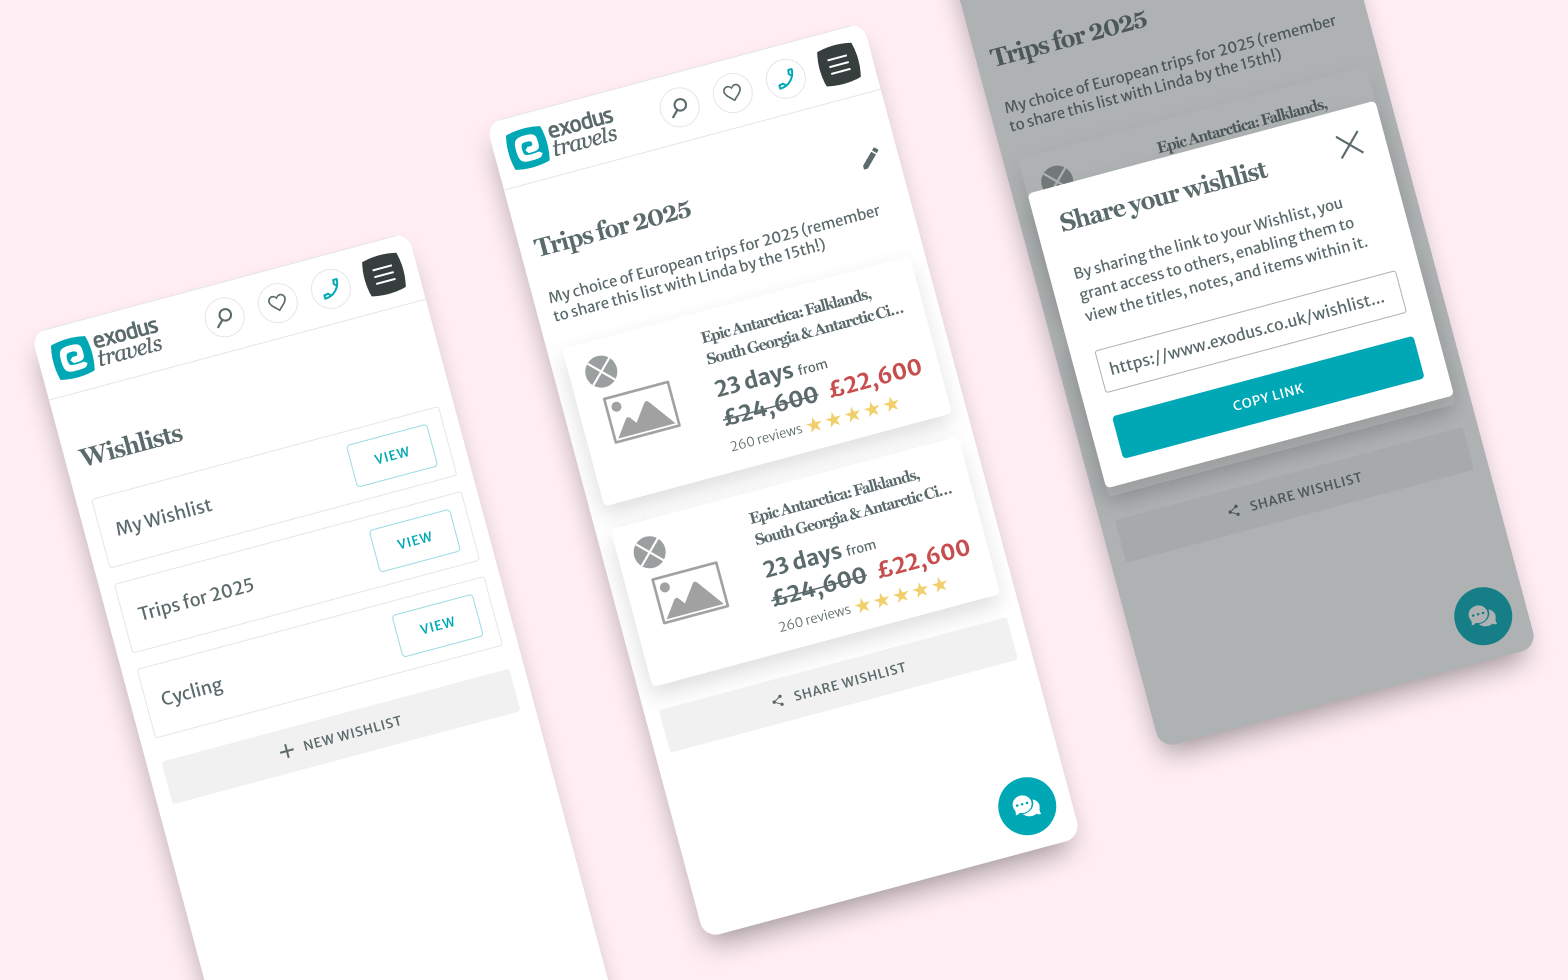 exodus
travels
Wishlists
My Wishlist
VIEW
Trips for 2025
VIEW
Cycling
VIEW
NEW WISHLIST
exodus
travels
Trips for 2025
My choice of European trips for 2025 (remember
to share this list with Linda by the 15th!)
Epic Antarctica: Falklands,
South Georgia & Antarctic Ci...
23 days from
£24,600 £22,600
260 reviews
Epic Antarctica: Falklands,
South Georgia & Antarctic Ci...
23 days from
£24,600 £22,600
260 reviews
SHARE WISHLIST
Trips for 2025
My choice of European trips for 2025 (remember
to share this list with Linda by the 15th!)
Epic Antarctica: Falklands,
Share your wishlist
By sharing the link to your Wishlist, you
grant access to others, enabling them to
view the titles, notes, and items within it.
https://www.exodus.co.uk/wishlist...
COPY LINK
SHARE WISHLIST